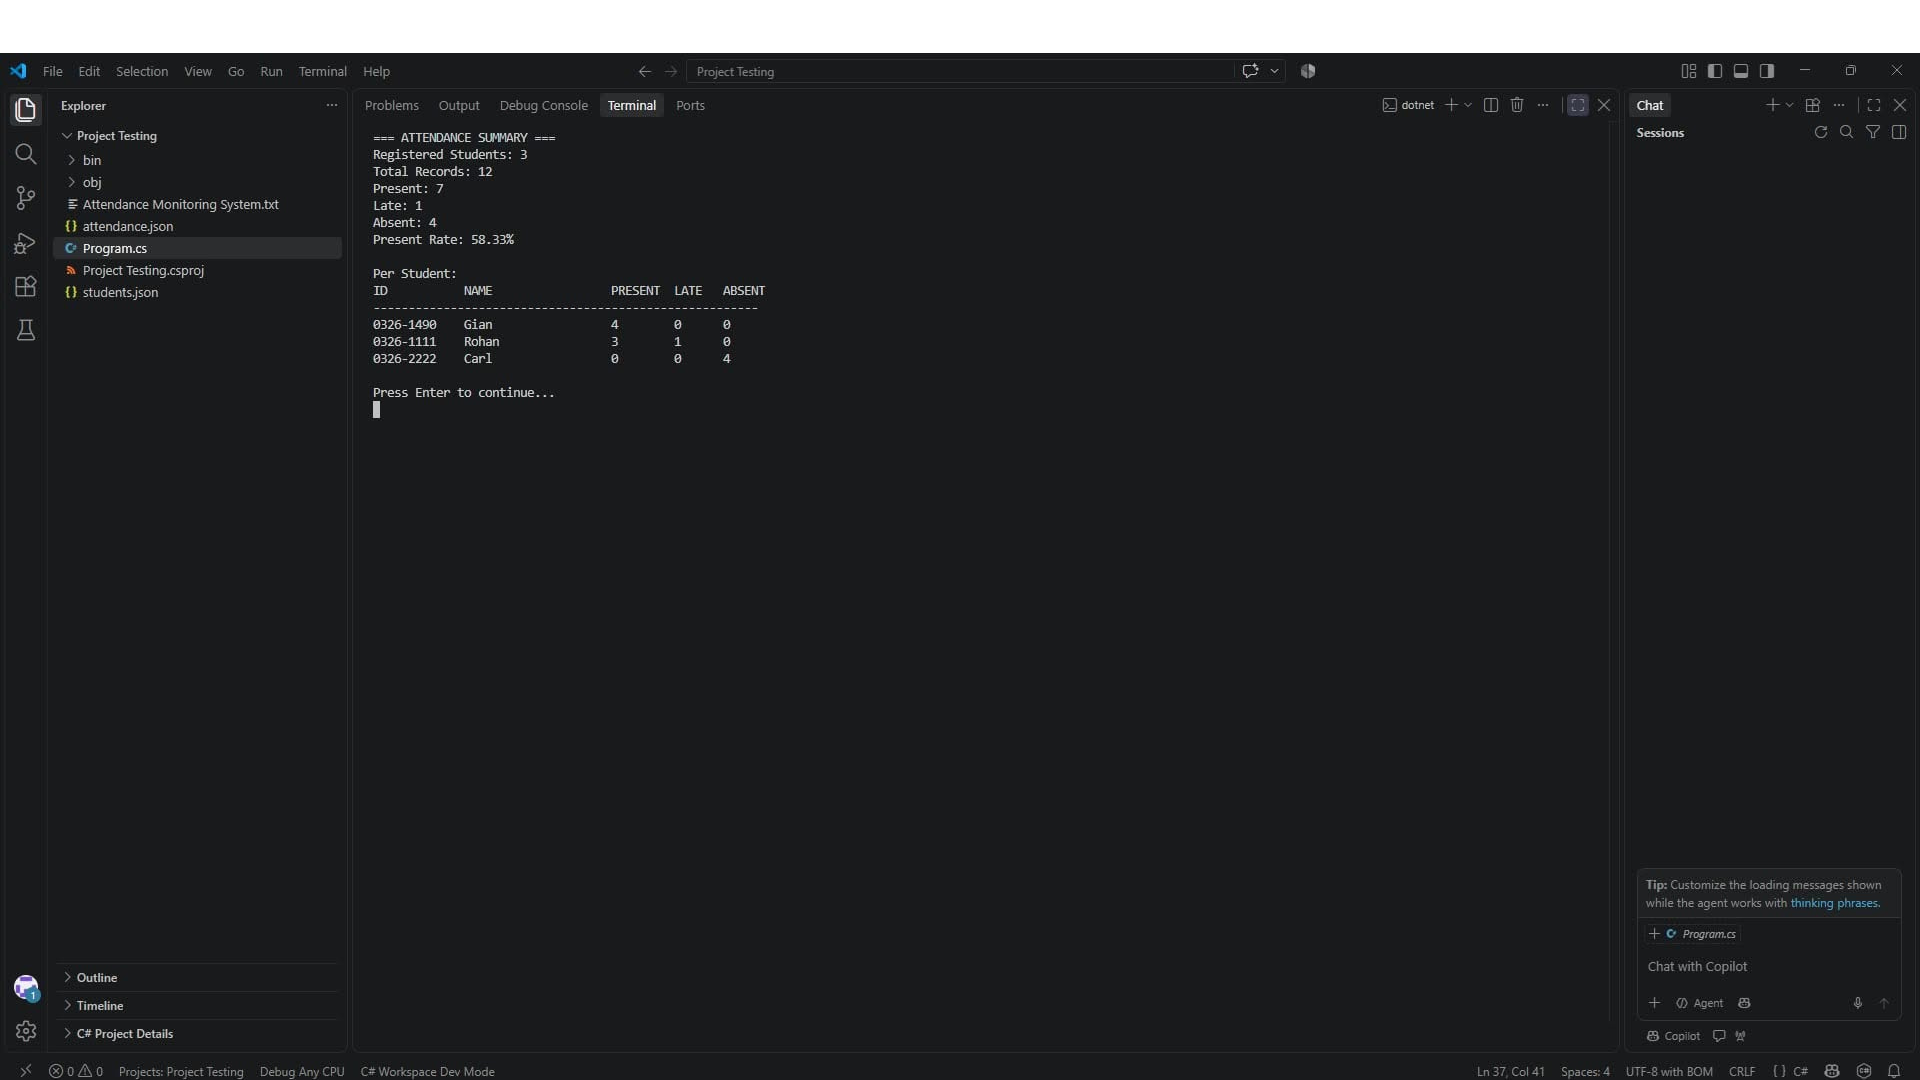 File Edit Selection View Go Run Terminal Help
Project Testing
Explorer
Project Testing
bin
obj
Attendance Monitoring System.txt
attendance.json
Program.cs
Project Testing.csproj
students.json
Outline
Timeline
C# Project Details
1
Problems Output Debug Console Terminal Ports
dotnet
=== ATTENDANCE SUMMARY ===
Registered Students: 3
Total Records: 12
Present: 7
Late: 1
Absent: 4
Present Rate: 58.33%
Per Student:
ID NAME PRESENT LATE ABSENT
-------------------------------------------------------
0326-1490 Gian 4 0 0
0326-1111 Rohan 3 1 0
0326-2222 Carl 0 0 4
Press Enter to continue...
Chat
Sessions
Tip: Customize the loading messages shown
while the agent works with thinking phrases.
Program.cs
Chat with Copilot
Agent
Copilot
0 0 Projects: Project Testing Debug Any CPU C# Workspace Dev Mode
Ln 37, Col 41 Spaces: 4 UTF-8 with BOM CRLF { } C#